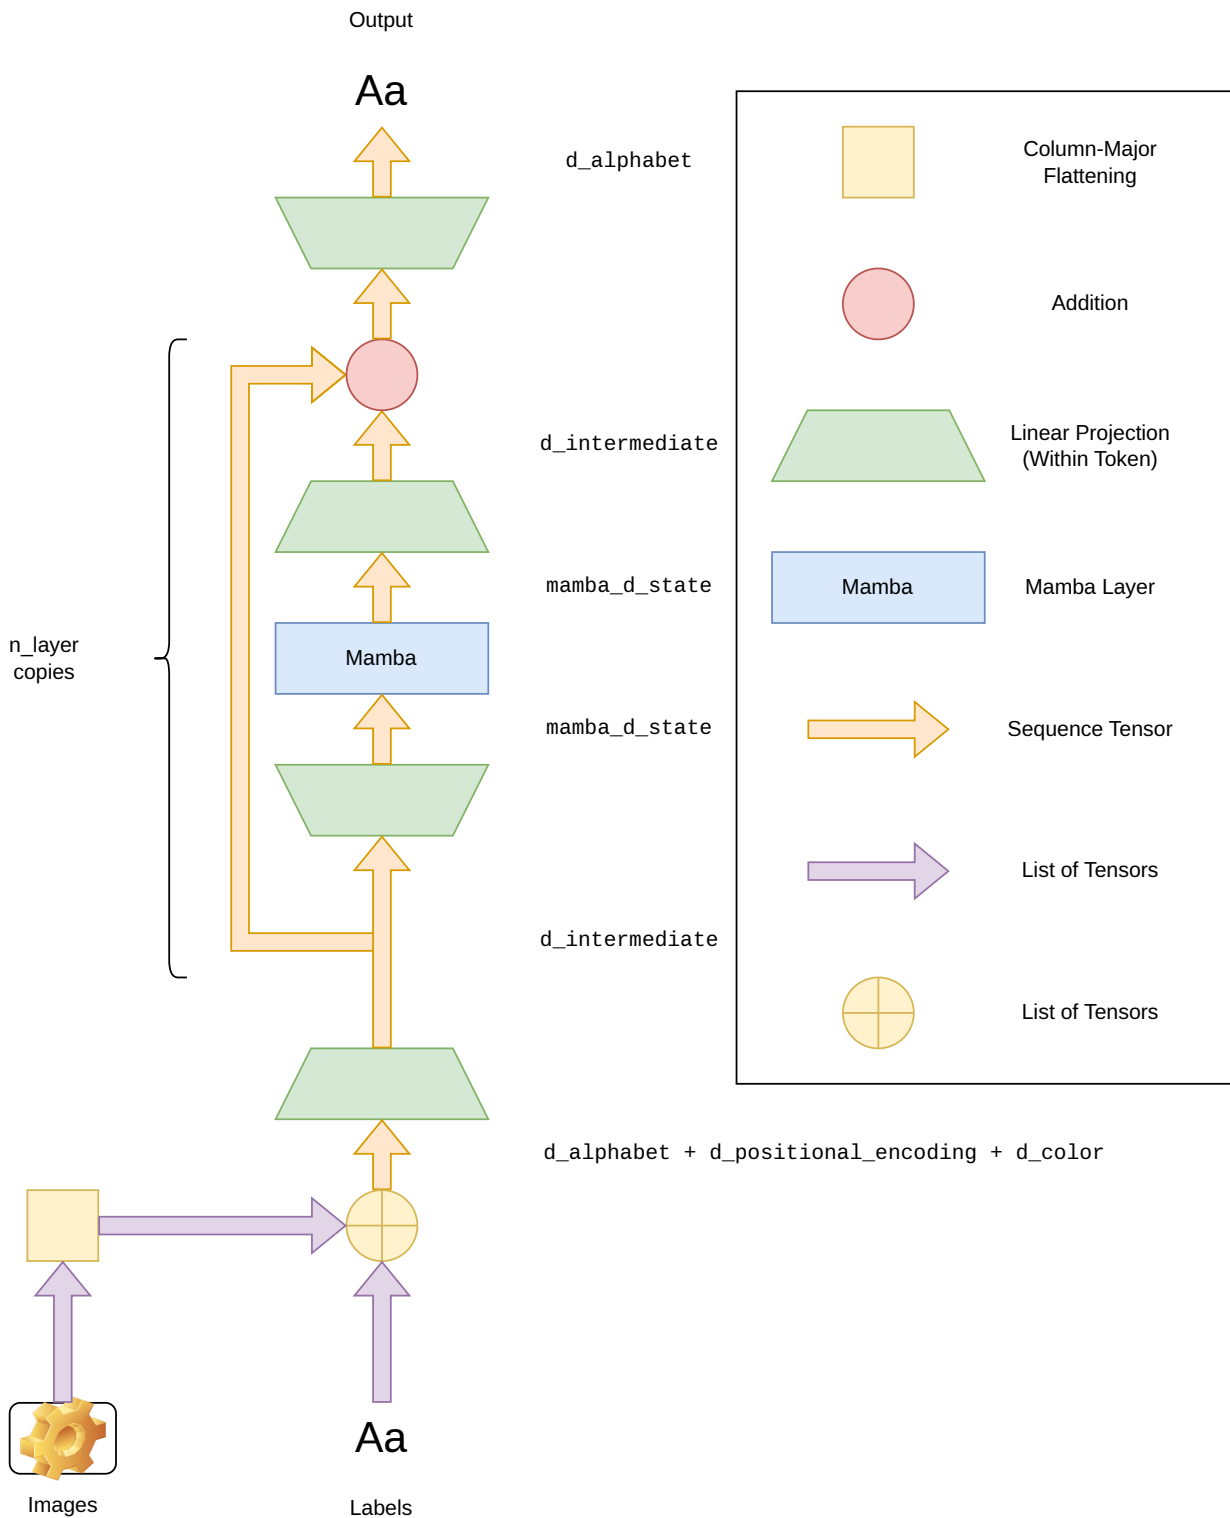 Output
Aa
d_alphabet
d_intermediate
mamba_d_state
Mamba
mamba_d_state
n_layer
copies
d_intermediate
d_alphabet + d_positional_encoding + d_color
Aa
Images
Labels
Column-Major
Flattening
Addition
Linear Projection
(Within Token)
Mamba
Mamba Layer
Sequence Tensor
List of Tensors
List of Tensors